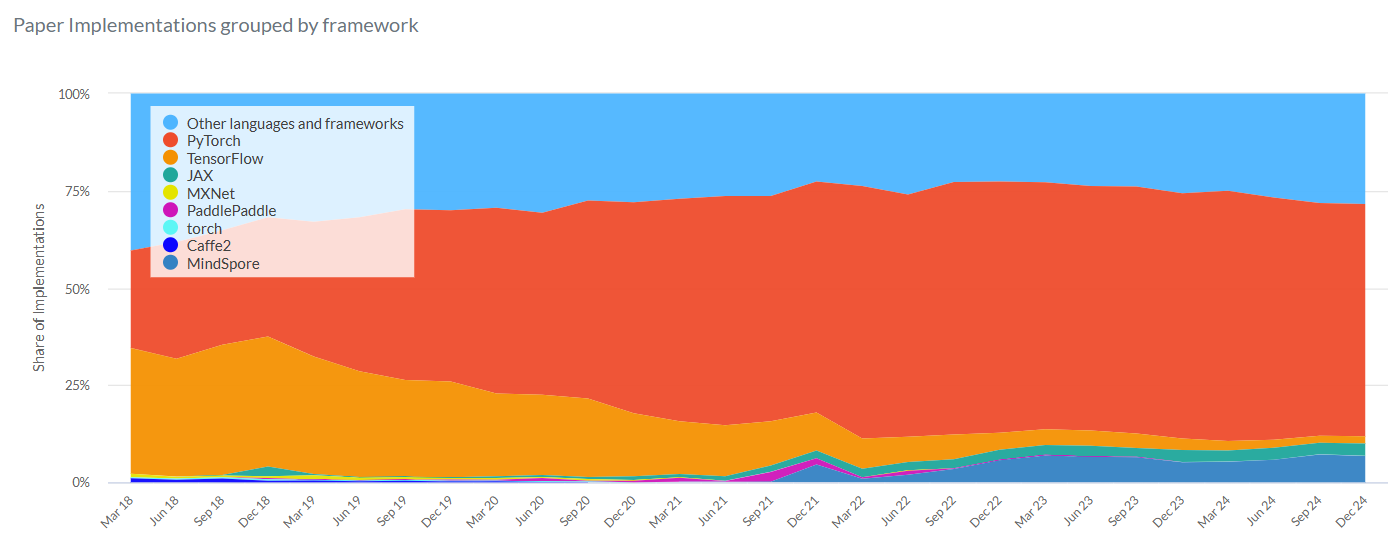 Paper Implementations grouped by framework
100%
75%
50%
25%
0%
Share of Implementations
Other languages and frameworks
PyTorch
TensorFlow
JAX
MXNet
PaddlePaddle
torch
Caffe2
MindSpore
Mar 18
Jun 18
Sep 18
Dec 18
Mar 19
Jun 19
Sep 19
Dec 19
Mar 20
Jun 20
Sep 20
Dec 20
Mar 21
Jun 21
Sep 21
Dec 21
Mar 22
Jun 22
Sep 22
Dec 22
Mar 23
Jun 23
Sep 23
Dec 23
Mar 24
Jun 24
Sep 24
Dec 24